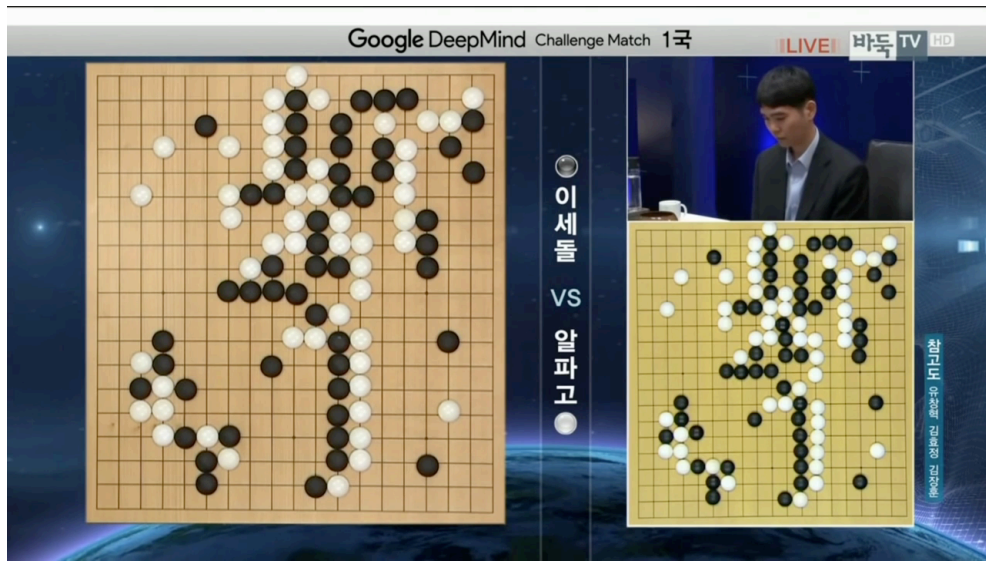 Google DeepMind Challenge Match 1국
LIVE 바둑TV HD
이세돌
VS
알파고
참고도 유창혁 김효정 김장훈